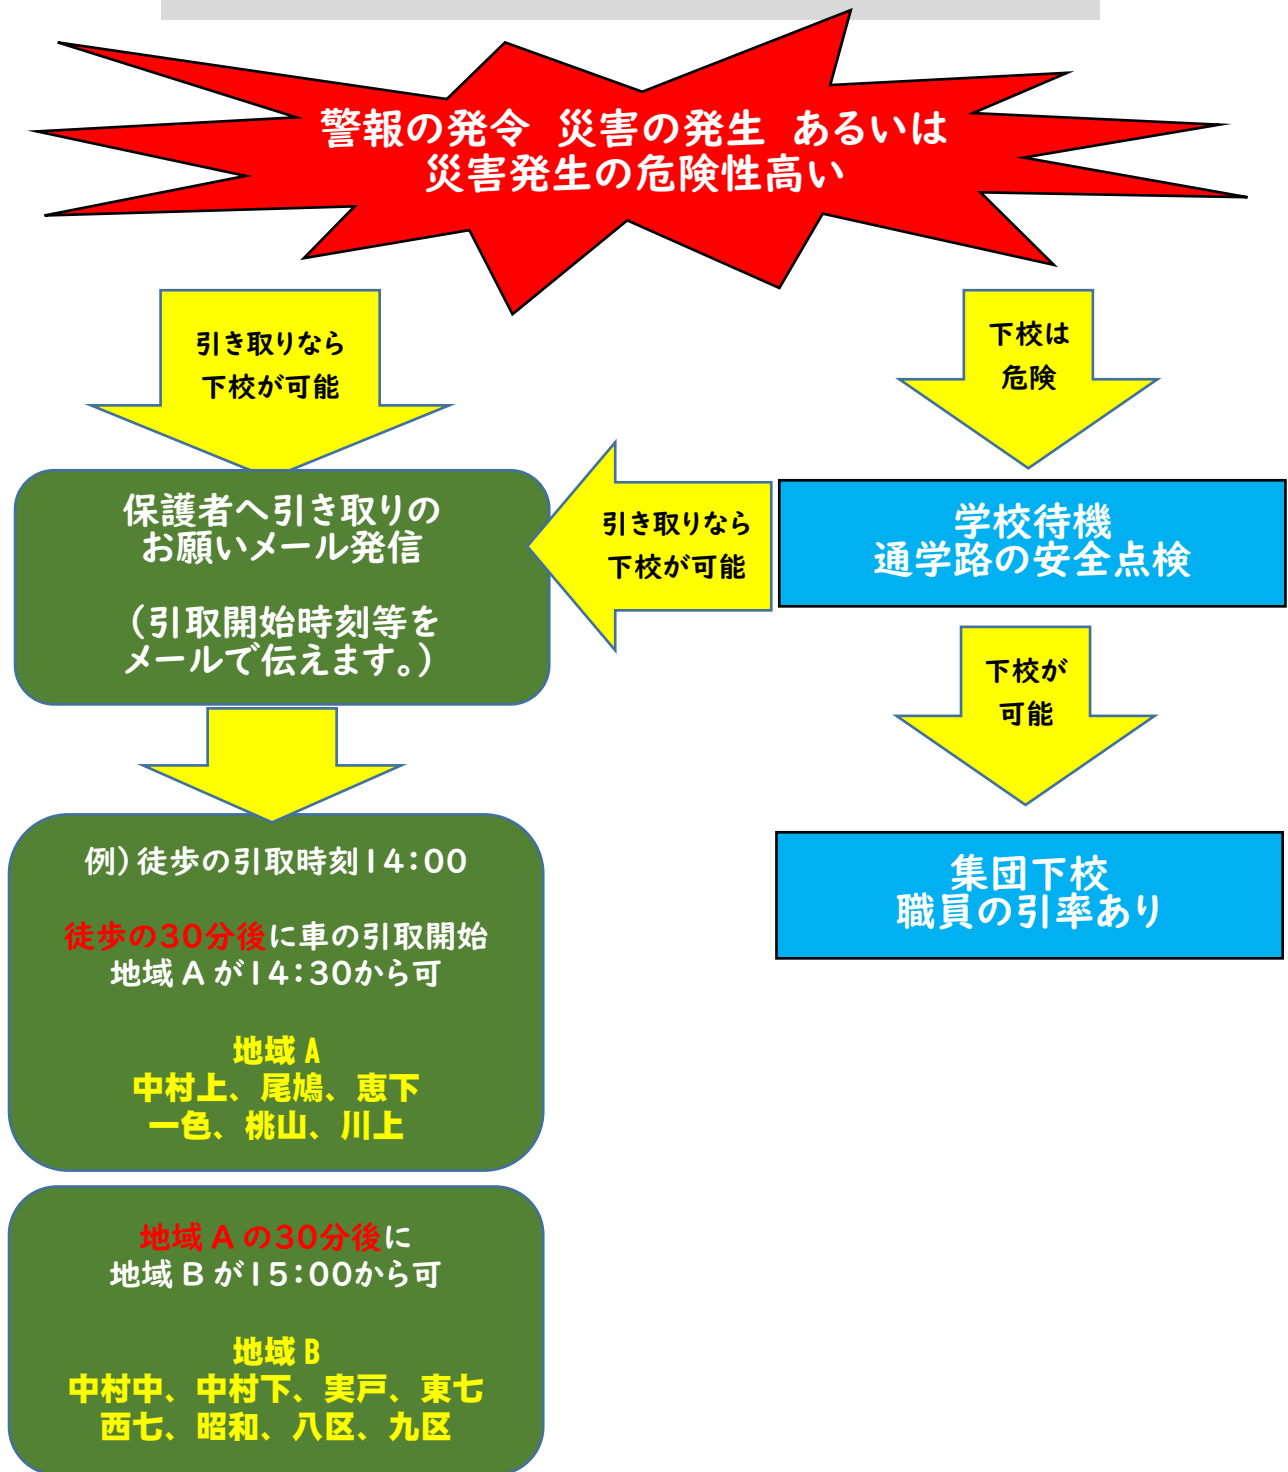 警報の発令 災害の発生 あるいは
災害発生の危険性高い
引き取りなら
下校が可能
下校は
危険
保護者へ引き取りの
お願いメール発信
（引取開始時刻等を
メールで伝えます。）
引き取りなら
下校が可能
学校待機
通学路の安全点検
下校が
可能
例）徒歩の引取時刻14：00
徒歩の30分後に車の引取開始
地域Aが14：30から可
地域A
中村上、尾鳩、恵下
一色、桃山、川上
集団下校
職員の引率あり
地域Aの30分後に
地域Bが15：00から可
地域B
中村中、中村下、実戸、東七
西七、昭和、八区、九区